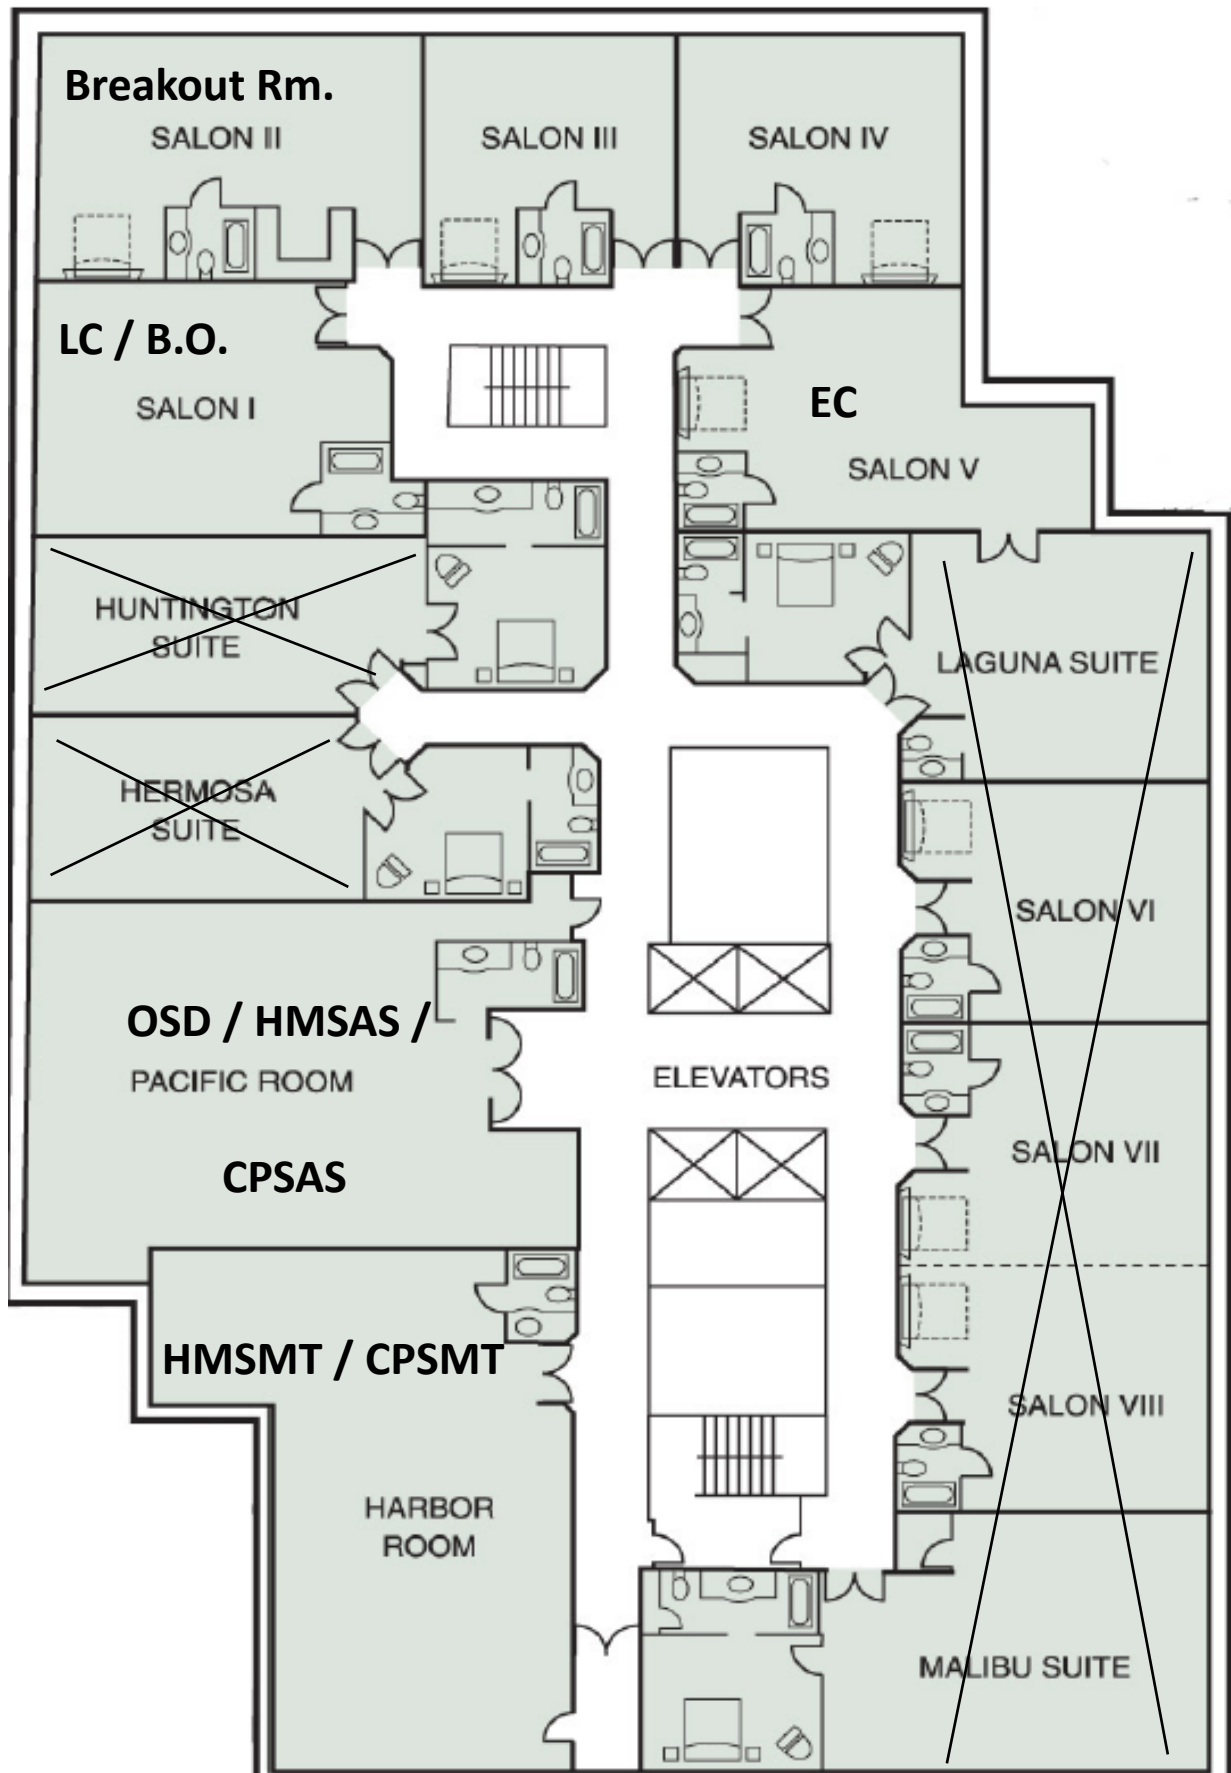 Breakout Rm.
SALON II
SALON III
SALON IV
LC / B.O.
SALON I
EC
SALON V
HUNTINGTON
SUITE
LAGUNA SUITE
HERMOSA
SUITE
SALON VI
OSD / HMSAS /
PACIFIC ROOM
ELEVATORS
CPSAS
SALON VII
HMSMT / CPSMT
SALON VIII
HARBOR
ROOM
MALIBU SUITE